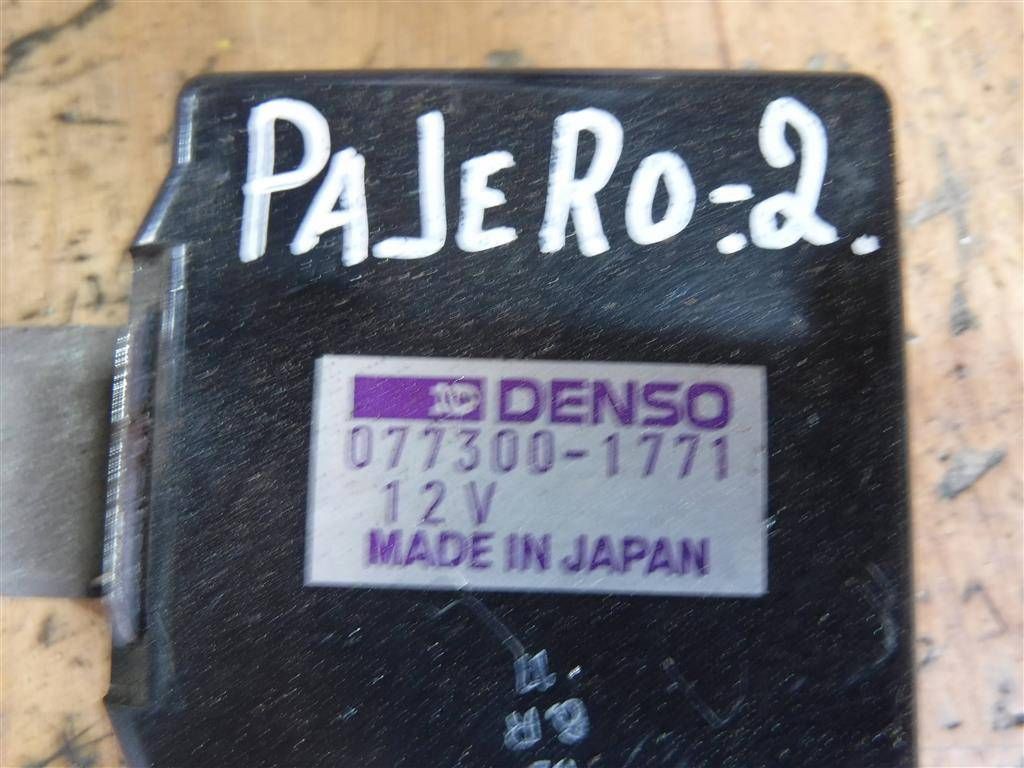 PAJERO-2.
DENSO
077300-1771
12V
MADE IN JAPAN